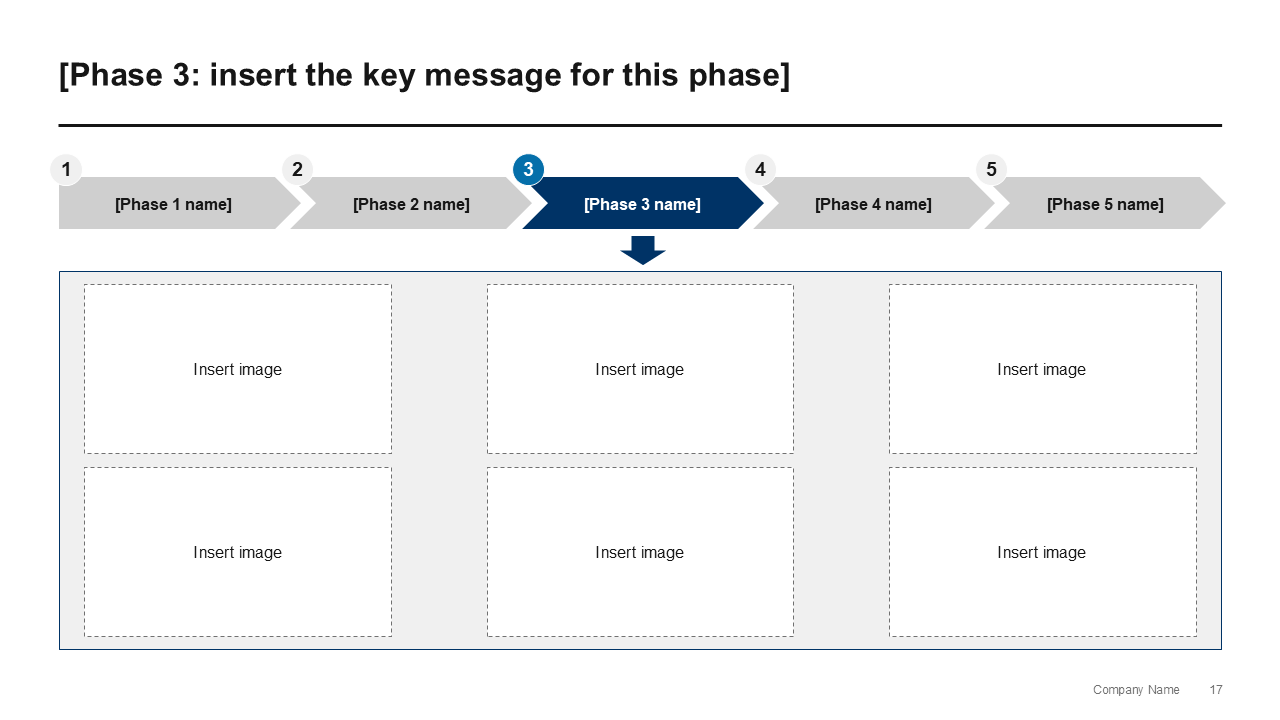 [Phase 3: insert the key message for this phase]
1
2
3
4
5
[Phase 1 name]
[Phase 2 name]
[Phase 3 name]
[Phase 4 name]
[Phase 5 name]
Insert image
Insert image
Insert image
Insert image
Insert image
Insert image
Company Name
17